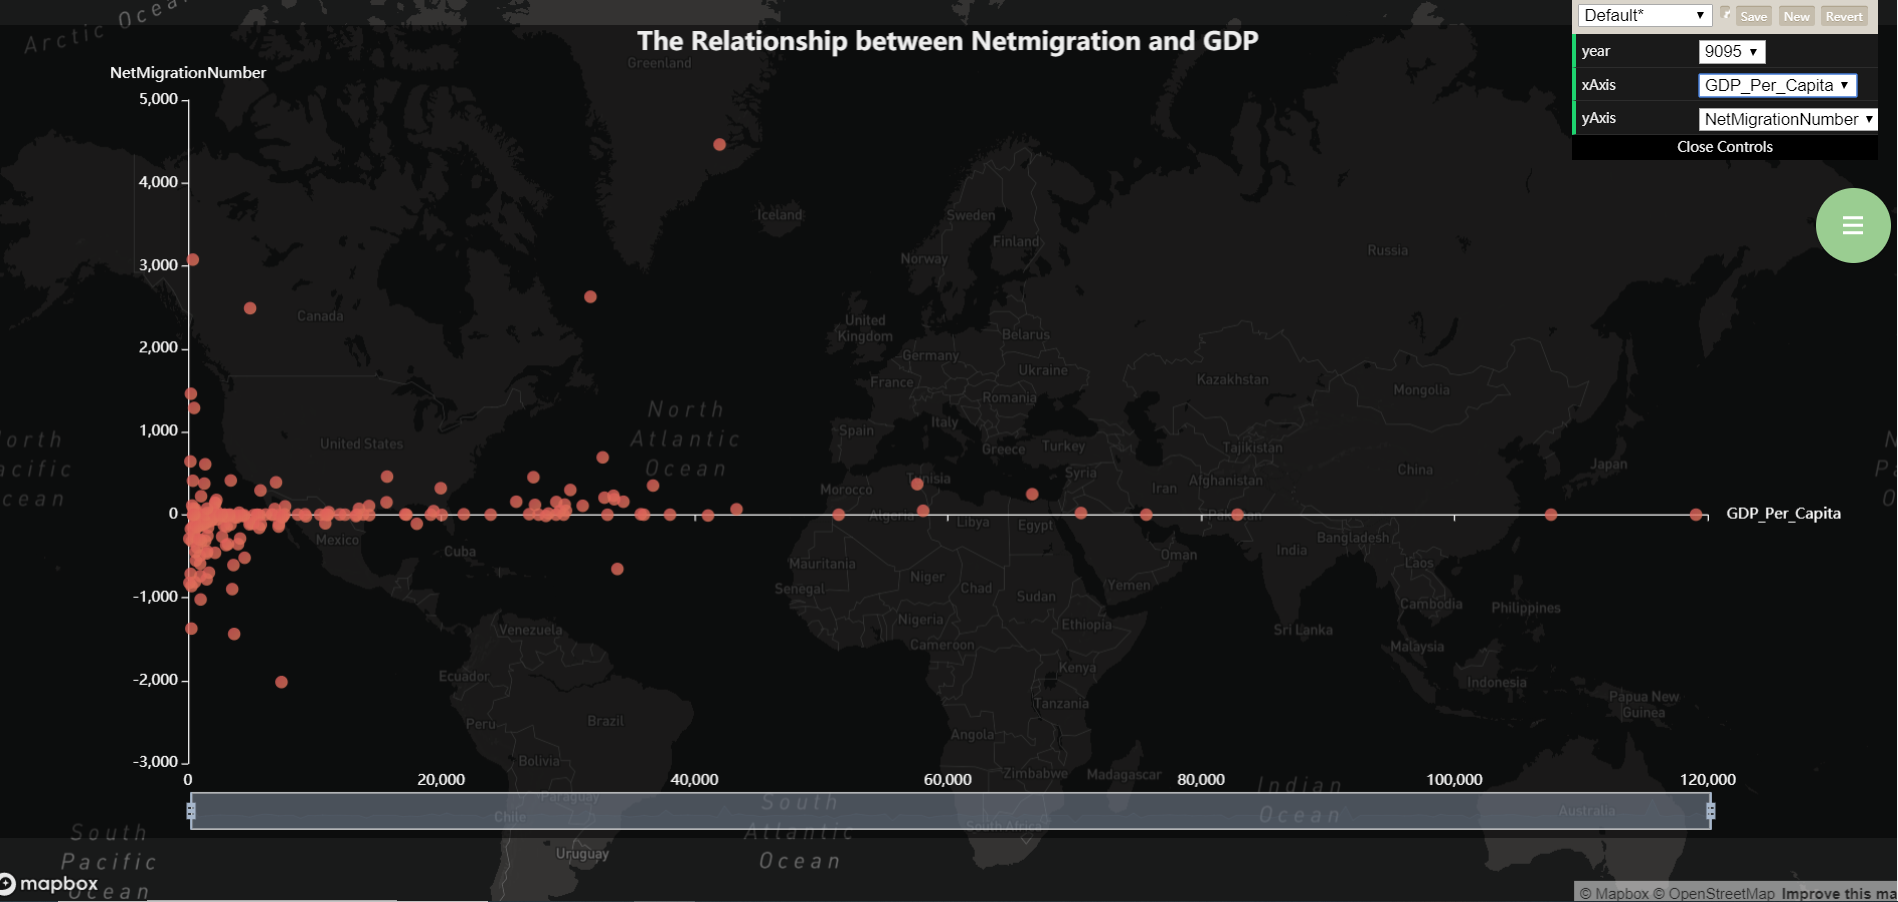 Arctic Ocean
The Relationship between Netmigration and GDP
Greenland
Default* Save New Revert
year 9095
xAxis GDP_Per_Capita
yAxis NetMigrationNumber
Close Controls
NetMigrationNumber
5,000
4,000
3,000
2,000
1,000
0
-1,000
-2,000
-3,000
GDP_Per_Capita
0 20,000 40,000 60,000 80,000 100,000 120,000
Iceland
Sweden
Finland
Norway
Russia
Canada
United
Kingdom
Belarus
Germany
Ukraine
France
Romania
Kazakhstan
Mongolia
North
Atlantic
Ocean
United States
Spain
Italy
Greece
Turkey
Tajikistan
Japan
China
Syria
Tunisia
Morocco
Iran
Afghanistan
Algeria
Libya
Egypt
Pakistan
Mexico
Cuba
India
Bangladesh
Oman
Laos
Mauritania
Niger
Chad
Sudan
Yemen
Senegal
Cambodia
Philippines
Nigeria
Ethiopia
Sri Lanka
Venezuela
Cameroon
Malaysia
Ecuador
Kenya
Indonesia
Tanzania
Papua New
Guinea
Peru
Brazil
Angola
Bolivia
Zimbabwe
Madagascar
Paraguay
Chile
South
Atlantic
Ocean
South Africa
Indian
Ocean
Australia
Uruguay
South
Pacific
Ocean
mapbox
© Mapbox © OpenStreetMap Improve this ma